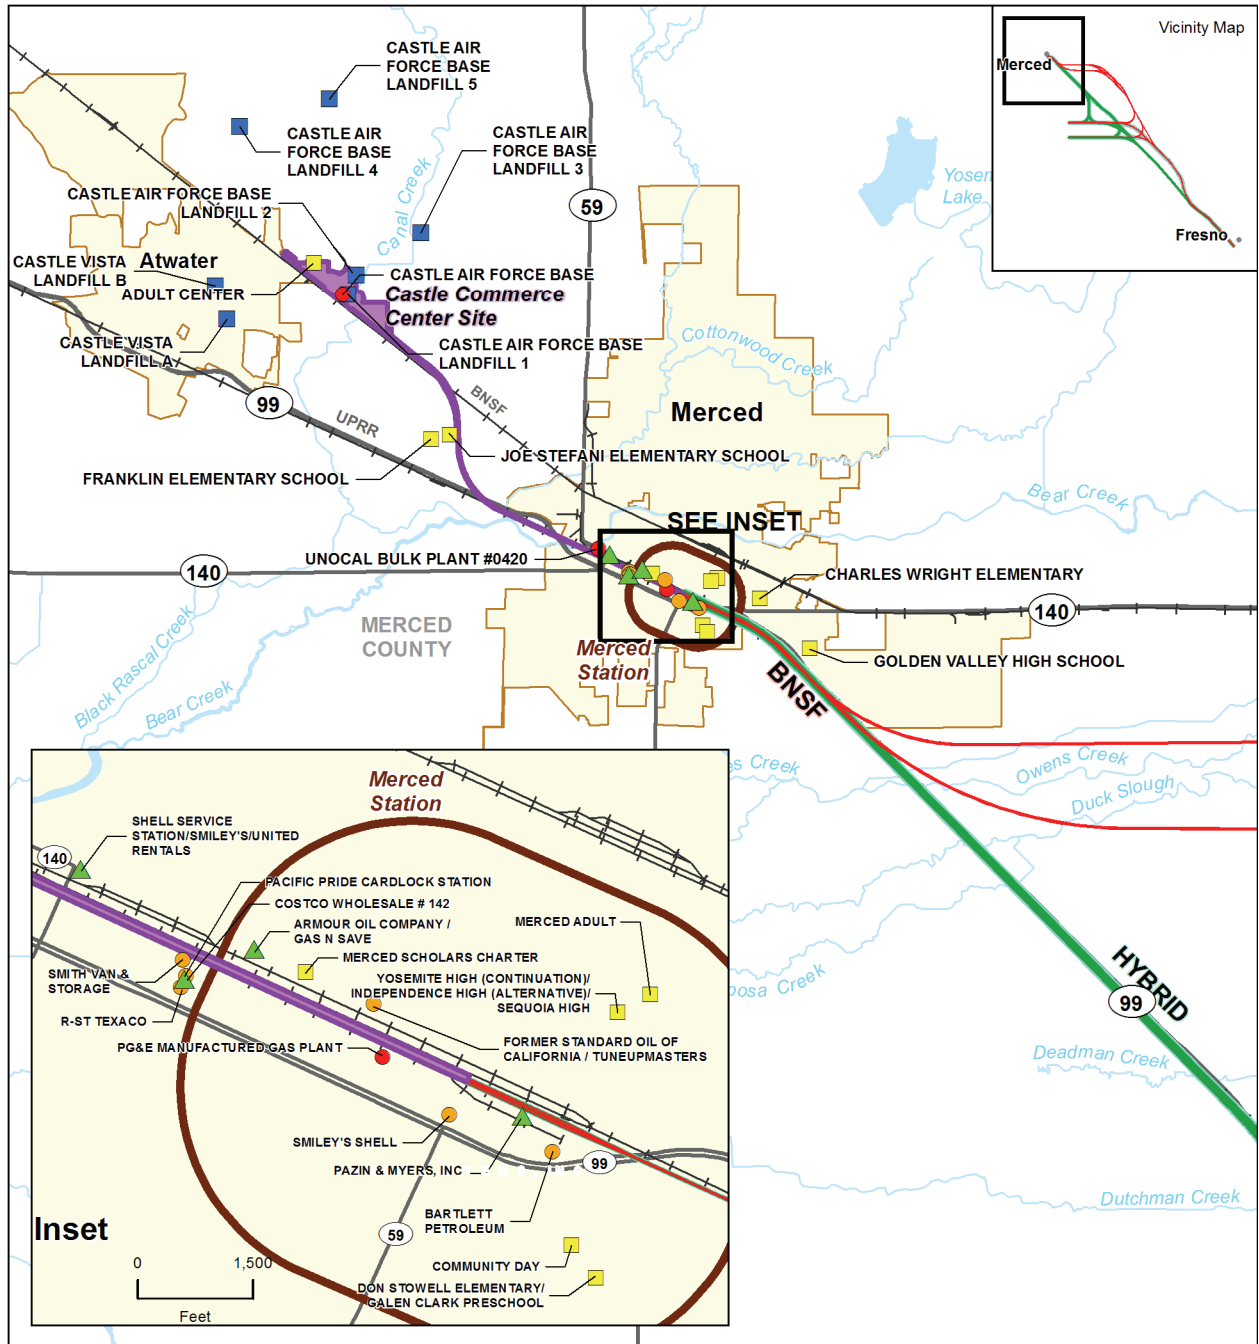 CASTLE AIR
FORCE BASE
LANDFILL 5
CASTLE AIR
FORCE BASE
LANDFILL 4
CASTLE AIR
FORCE BASE
LANDFILL 3
CASTLE AIR FORCE BASE
LANDFILL 2
Canal Creek
59
Vicinity Map
Merced
Fresno
Lake
CASTLE VISTA
LANDFILL B
Atwater
ADULT CENTER
CASTLE AIR FORCE BASE
Castle Commerce
Center Site
CASTLE VISTA
LANDFILL A
CASTLE AIR FORCE BASE
LANDFILL 1
99
UPRR
BNSF
Cottonwood Creek
Merced
JOE STEFANI ELEMENTARY SCHOOL
FRANKLIN ELEMENTARY SCHOOL
Bear Creek
SEE INSET
UNOCAL BULK PLANT #0420
140
CHARLES WRIGHT ELEMENTARY
140
MERCED
COUNTY
Merced
Station
GOLDEN VALLEY HIGH SCHOOL
Black Rascal Creek
Bear Creek
BNSF
Creek
Owens Creek
Duck Slough
Creek
HYBRID
99
Deadman Creek
Dutchman Creek
Merced
Station
SHELL SERVICE
STATION/SMILEY'S/UNITED
RENTALS
140
PACIFIC PRIDE CARDLOCK STATION
COSTCO WHOLESALE # 142
ARMOUR OIL COMPANY /
GAS N SAVE
MERCED ADULT
MERCED SCHOLARS CHARTER
SMITH VAN &
STORAGE
YOSEMITE HIGH (CONTINUATION)/
INDEPENDENCE HIGH (ALTERNATIVE)/
SEQUOIA HIGH
R-ST TEXACO
PG&E MANUFACTURED GAS PLANT
FORMER STANDARD OIL OF
CALIFORNIA / TUNEUPMASTERS
SMILEY'S SHELL
PAZIN & MYERS, INC
99
BARTLETT
PETROLEUM
59
COMMUNITY DAY
DON STOWELL ELEMENTARY/
GALEN CLARK PRESCHOOL
Inset
0 1,500
Feet